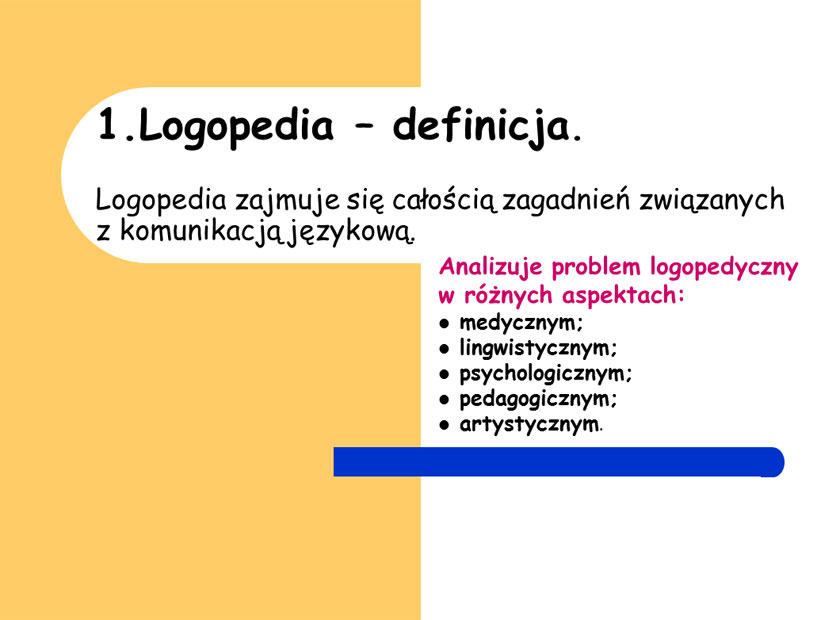 1.Logopedia – definicja.
Logopedia zajmuje się całością zagadnień związanych
z komunikacją językową.
Analizuje problem logopedyczny
w różnych aspektach:
● medycznym;
● lingwistycznym;
● psychologicznym;
● pedagogicznym;
● artystycznym.